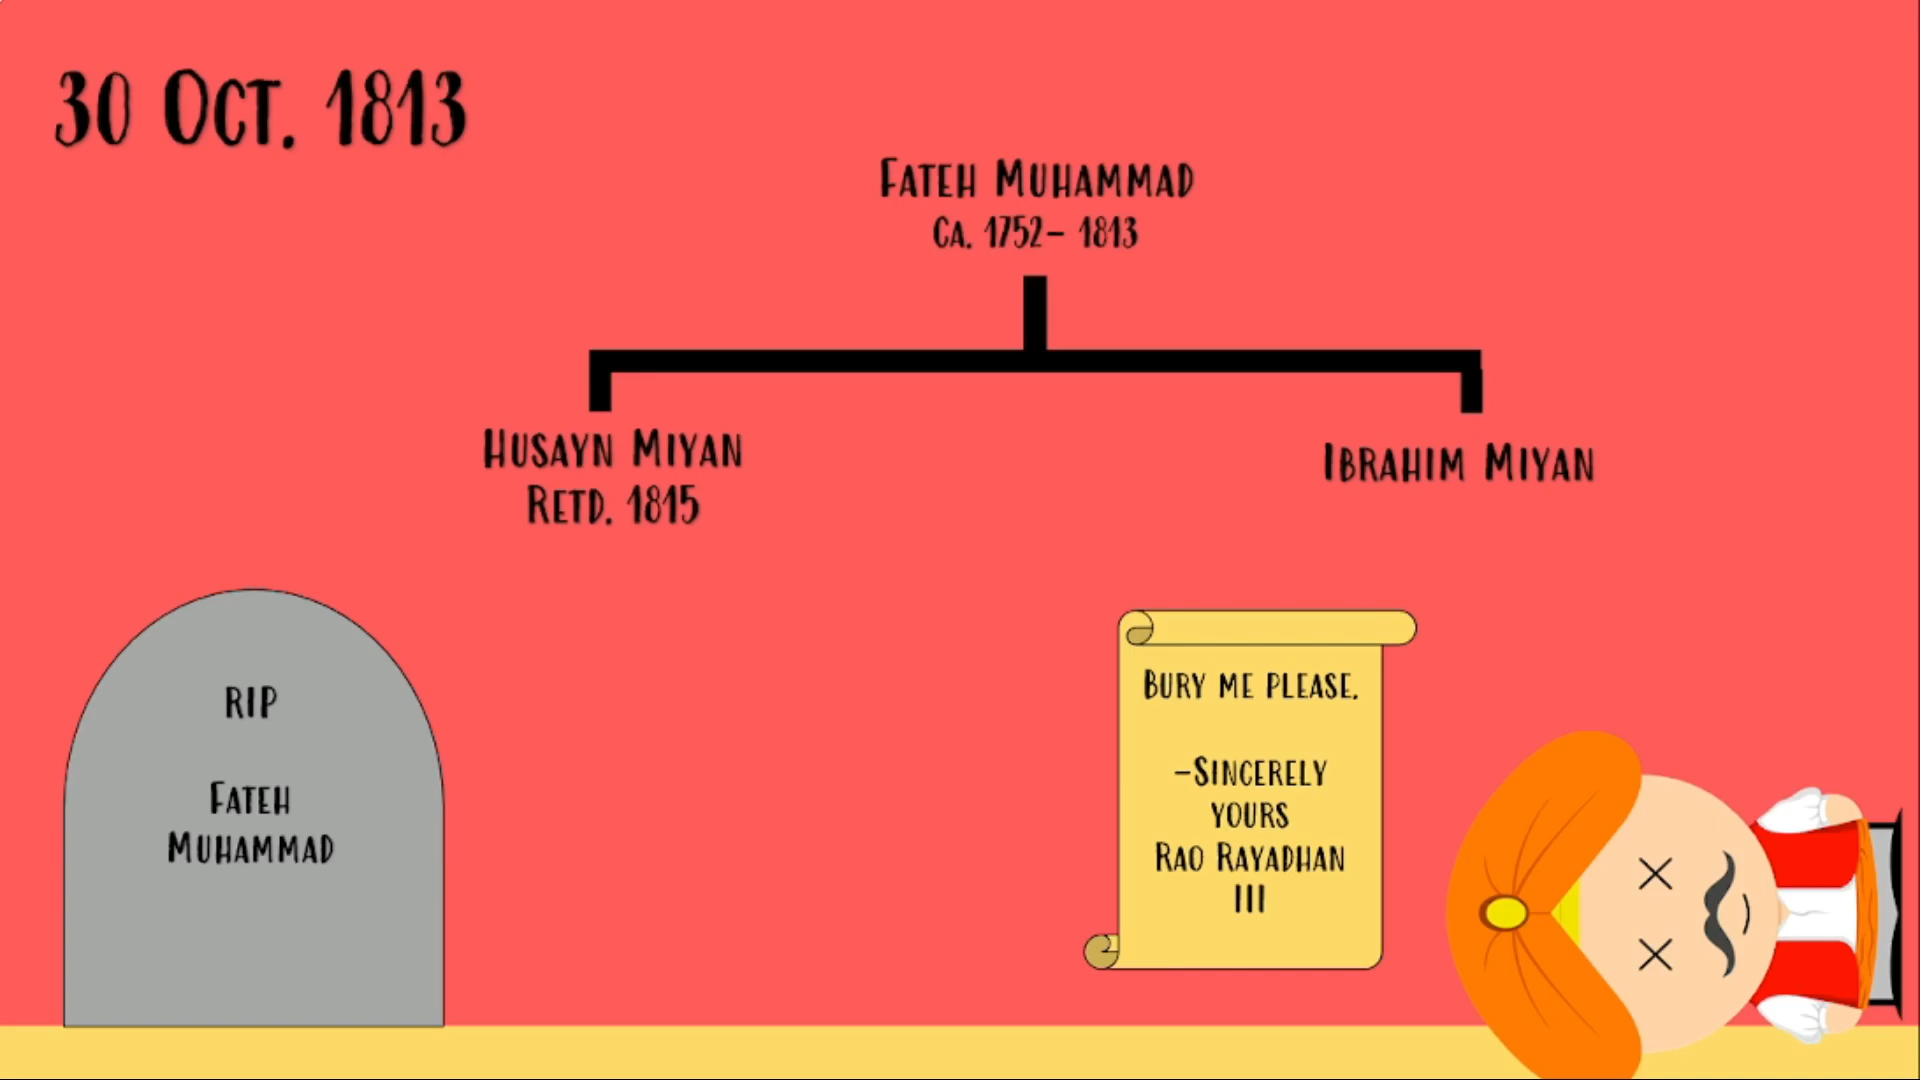 30 Oct. 1813
Fateh Muhammad
Ca. 1752– 1813
Husayn Miyan
Retd. 1815
Ibrahim Miyan
RIP
Fateh
Muhammad
Bury me please.
–Sincerely
yours
Rao Rayadhan
III